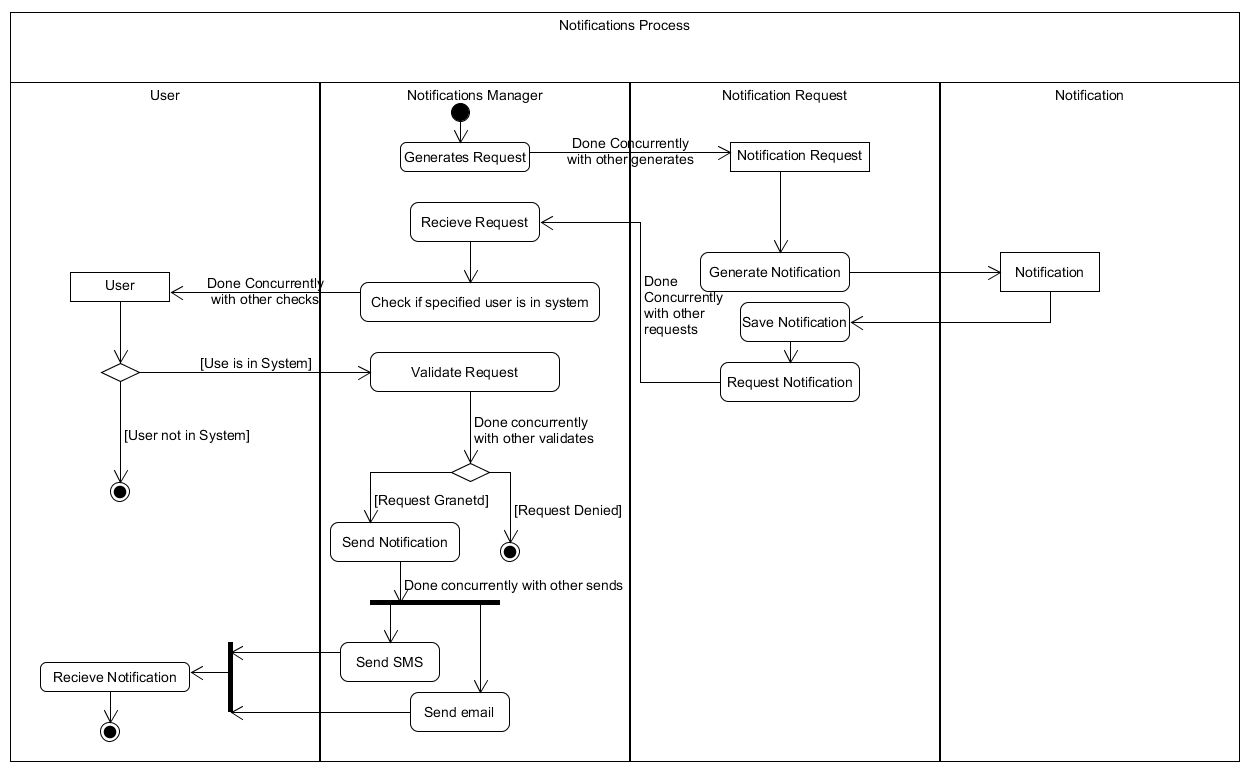 Notifications Process
User
Notifications Manager
Notification Request
Notification
Generates Request
Done Concurrently
with other generates
Notification Request
Recieve Request
Generate Notification
Notification
User
Done Concurrently
with other checks
Check if specified user is in system
Done
Concurrently
with other
requests
Save Notification
[Use is in System]
Validate Request
Request Notification
[User not in System]
Done concurrently
with other validates
[Request Granetd]
[Request Denied]
Send Notification
Done concurrently with other sends
Send SMS
Recieve Notification
Send email